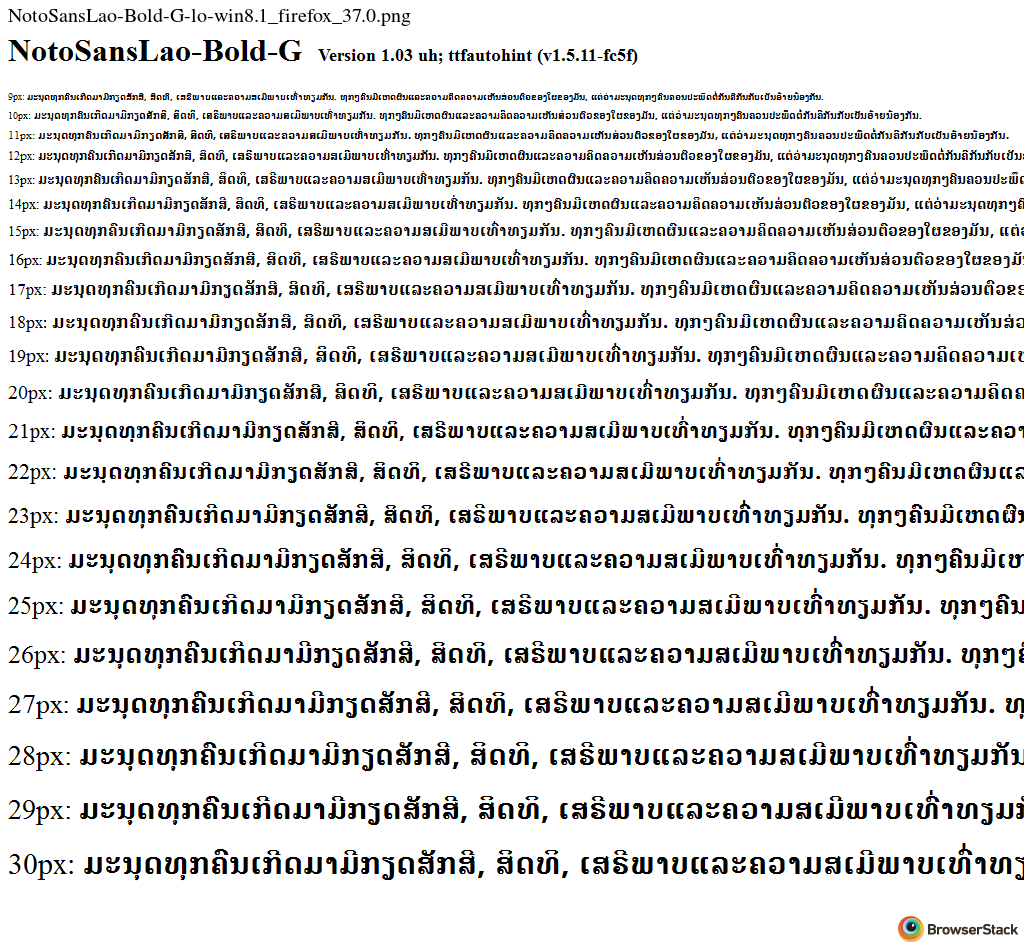 NotoSansLao-Bold-G-lo-win8.1_firefox_37.0.png
NotoSansLao-Bold-G Version 1.03 uh; ttfautohint (v1.5.11-fc5f)
9px: ມະນຸດທຸກຄົນເກີດມາມີກຽດສັກສີ, ສິດທິ, ເສຣີພາບແລະຄວາມສເມີພາບເທົ່າທຽມກັນ. ທຸກໆຄົນມີເຫດຜົນແລະຄວາມຄິດຄວາມເຫັນສ່ວນຕົວຂອງໃຜຂອງມັນ, ແຕ່ວ່າມະນຸດທຸກໆຄົນຄວນປະພຶດຕໍ່ກັນຄືກັນກັບເປັນອ້າຍນ້ອງກັນ.
10px: ມະນຸດທຸກຄົນເກີດມາມີກຽດສັກສີ, ສິດທິ, ເສຣີພາບແລະຄວາມສເມີພາບເທົ່າທຽມກັນ. ທຸກໆຄົນມີເຫດຜົນແລະຄວາມຄິດຄວາມເຫັນສ່ວນຕົວຂອງໃຜຂອງມັນ, ແຕ່ວ່າມະນຸດທຸກໆຄົນຄວນປະພຶດຕໍ່ກັນຄືກັນກັບເປັນອ້າຍນ້ອງກັນ.
11px: ມະນຸດທຸກຄົນເກີດມາມີກຽດສັກສີ, ສິດທິ, ເສຣີພາບແລະຄວາມສເມີພາບເທົ່າທຽມກັນ. ທຸກໆຄົນມີເຫດຜົນແລະຄວາມຄິດຄວາມເຫັນສ່ວນຕົວຂອງໃຜຂອງມັນ, ແຕ່ວ່າມະນຸດທຸກໆຄົນຄວນປະພຶດຕໍ່ກັນຄືກັນກັບເປັນອ້າຍນ້ອງກັນ.
12px: ມະນຸດທຸກຄົນເກີດມາມີກຽດສັກສີ, ສິດທິ, ເສຣີພາບແລະຄວາມສເມີພາບເທົ່າທຽມກັນ. ທຸກໆຄົນມີເຫດຜົນແລະຄວາມຄິດຄວາມເຫັນສ່ວນຕົວຂອງໃຜຂອງມັນ, ແຕ່ວ່າມະນຸດທຸກໆຄົນຄວນປະພຶດຕໍ່ກັນຄືກັນກັບເປັນ
13px: ມະນຸດທຸກຄົນເກີດມາມີກຽດສັກສີ, ສິດທິ, ເສຣີພາບແລະຄວາມສເມີພາບເທົ່າທຽມກັນ. ທຸກໆຄົນມີເຫດຜົນແລະຄວາມຄິດຄວາມເຫັນສ່ວນຕົວຂອງໃຜຂອງມັນ, ແຕ່ວ່າມະນຸດທຸກໆຄົນຄວນປະພຶດ
14px: ມະນຸດທຸກຄົນເກີດມາມີກຽດສັກສີ, ສິດທິ, ເສຣີພາບແລະຄວາມສເມີພາບເທົ່າທຽມກັນ. ທຸກໆຄົນມີເຫດຜົນແລະຄວາມຄິດຄວາມເຫັນສ່ວນຕົວຂອງໃຜຂອງມັນ, ແຕ່ວ່າມະນຸດທຸກໆ
15px: ມະນຸດທຸກຄົນເກີດມາມີກຽດສັກສີ, ສິດທິ, ເສຣີພາບແລະຄວາມສເມີພາບເທົ່າທຽມກັນ. ທຸກໆຄົນມີເຫດຜົນແລະຄວາມຄິດຄວາມເຫັນສ່ວນຕົວຂອງໃຜຂອງມັນ, ແຕ່
16px: ມະນຸດທຸກຄົນເກີດມາມີກຽດສັກສີ, ສິດທິ, ເສຣີພາບແລະຄວາມສເມີພາບເທົ່າທຽມກັນ. ທຸກໆຄົນມີເຫດຜົນແລະຄວາມຄິດຄວາມເຫັນສ່ວນຕົວຂອງໃຜຂອງມັ
17px: ມະນຸດທຸກຄົນເກີດມາມີກຽດສັກສີ, ສິດທິ, ເສຣີພາບແລະຄວາມສເມີພາບເທົ່າທຽມກັນ. ທຸກໆຄົນມີເຫດຜົນແລະຄວາມຄິດຄວາມເຫັນສ່ວນຕົວຂອ
18px: ມະນຸດທຸກຄົນເກີດມາມີກຽດສັກສີ, ສິດທິ, ເສຣີພາບແລະຄວາມສເມີພາບເທົ່າທຽມກັນ. ທຸກໆຄົນມີເຫດຜົນແລະຄວາມຄິດຄວາມເຫັນສ່ວ
19px: ມະນຸດທຸກຄົນເກີດມາມີກຽດສັກສີ, ສິດທິ, ເສຣີພາບແລະຄວາມສເມີພາບເທົ່າທຽມກັນ. ທຸກໆຄົນມີເຫດຜົນແລະຄວາມຄິດຄວາມເຫ
20px: ມະນຸດທຸກຄົນເກີດມາມີກຽດສັກສີ, ສິດທິ, ເສຣີພາບແລະຄວາມສເມີພາບເທົ່າທຽມກັນ. ທຸກໆຄົນມີເຫດຜົນແລະຄວາມຄິດຄ
21px: ມະນຸດທຸກຄົນເກີດມາມີກຽດສັກສີ, ສິດທິ, ເສຣີພາບແລະຄວາມສເມີພາບເທົ່າທຽມກັນ. ທຸກໆຄົນມີເຫດຜົນແລະຄວາ
22px: ມະນຸດທຸກຄົນເກີດມາມີກຽດສັກສີ, ສິດທິ, ເສຣີພາບແລະຄວາມສເມີພາບເທົ່າທຽມກັນ. ທຸກໆຄົນມີເຫດຜົນແລ
23px: ມະນຸດທຸກຄົນເກີດມາມີກຽດສັກສີ, ສິດທິ, ເສຣີພາບແລະຄວາມສເມີພາບເທົ່າທຽມກັນ. ທຸກໆຄົນມີເຫດຜົນ
24px: ມະນຸດທຸກຄົນເກີດມາມີກຽດສັກສີ, ສິດທິ, ເສຣີພາບແລະຄວາມສເມີພາບເທົ່າທຽມກັນ. ທຸກໆຄົນມີເຫ
25px: ມະນຸດທຸກຄົນເກີດມາມີກຽດສັກສີ, ສິດທິ, ເສຣີພາບແລະຄວາມສເມີພາບເທົ່າທຽມກັນ. ທຸກໆຄົນ
26px: ມະນຸດທຸກຄົນເກີດມາມີກຽດສັກສີ, ສິດທິ, ເສຣີພາບແລະຄວາມສເມີພາບເທົ່າທຽມກັນ. ທຸກໆ
27px: ມະນຸດທຸກຄົນເກີດມາມີກຽດສັກສີ, ສິດທິ, ເສຣີພາບແລະຄວາມສເມີພາບເທົ່າທຽມກັນ. ທຸ
28px: ມະນຸດທຸກຄົນເກີດມາມີກຽດສັກສີ, ສິດທິ, ເສຣີພາບແລະຄວາມສເມີພາບເທົ່າທຽມກັນ
29px: ມະນຸດທຸກຄົນເກີດມາມີກຽດສັກສີ, ສິດທິ, ເສຣີພາບແລະຄວາມສເມີພາບເທົ່າທຽມກັ
30px: ມະນຸດທຸກຄົນເກີດມາມີກຽດສັກສີ, ສິດທິ, ເສຣີພາບແລະຄວາມສເມີພາບເທົ່າທຽ
BrowserStack